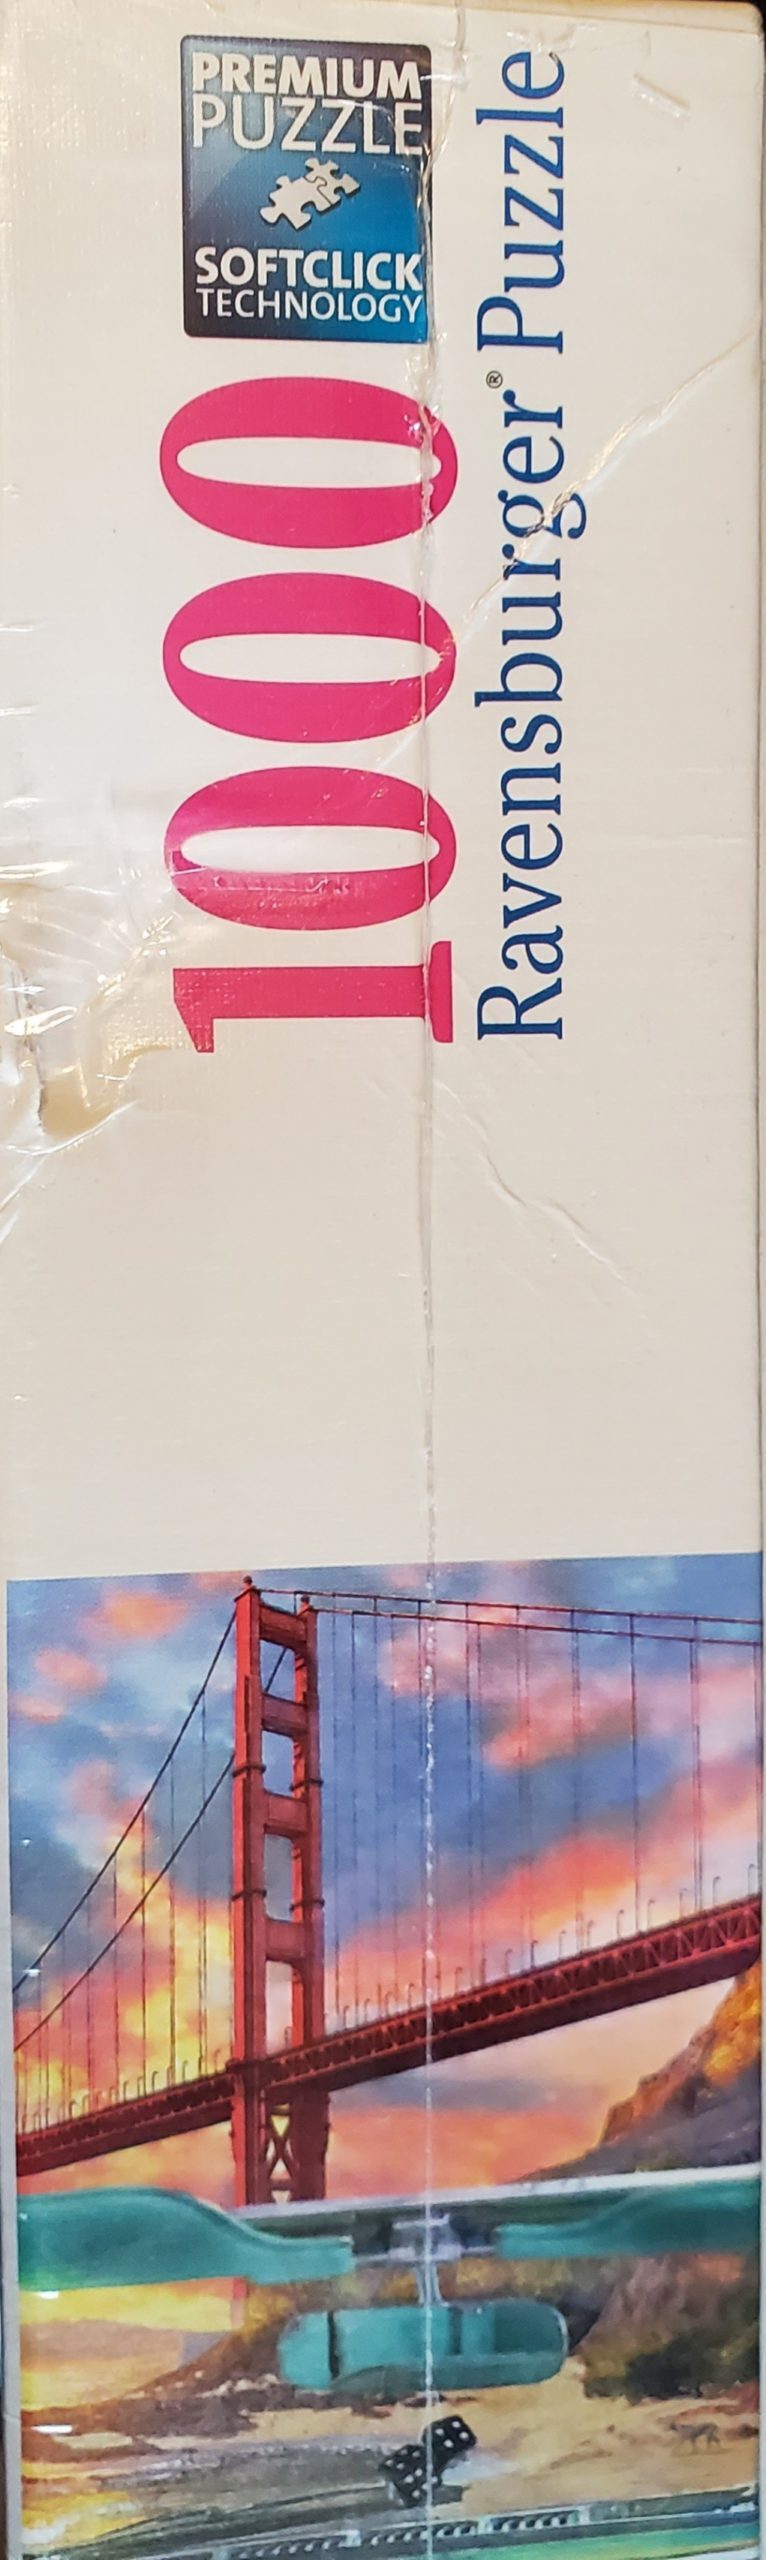 PREMIUM
PUZZLE
SOFTCLICK
TECHNOLOGY
1000
Ravensburger® Puzzle